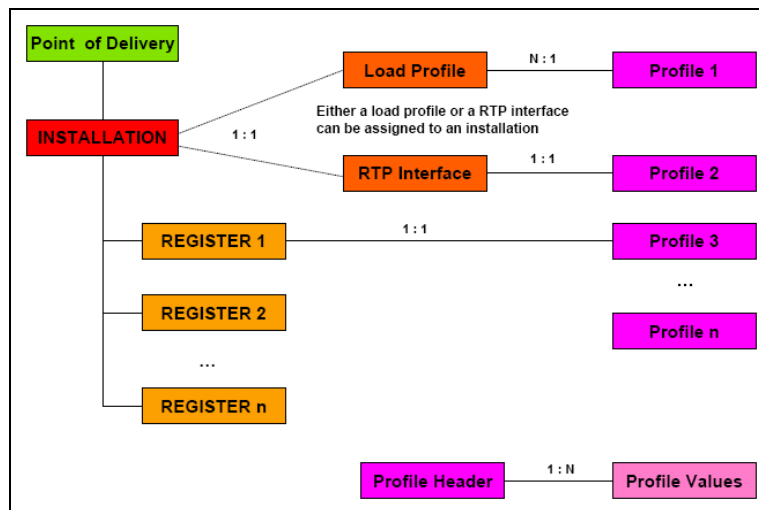 Point of Delivery
Load Profile
N : 1
Profile 1
Either a load profile or a RTP interface
can be assigned to an installation
INSTALLATION
1 : 1
RTP Interface
1 : 1
Profile 2
REGISTER 1
1 : 1
Profile 3
...
REGISTER 2
Profile n
...
REGISTER n
Profile Header
1 : N
Profile Values